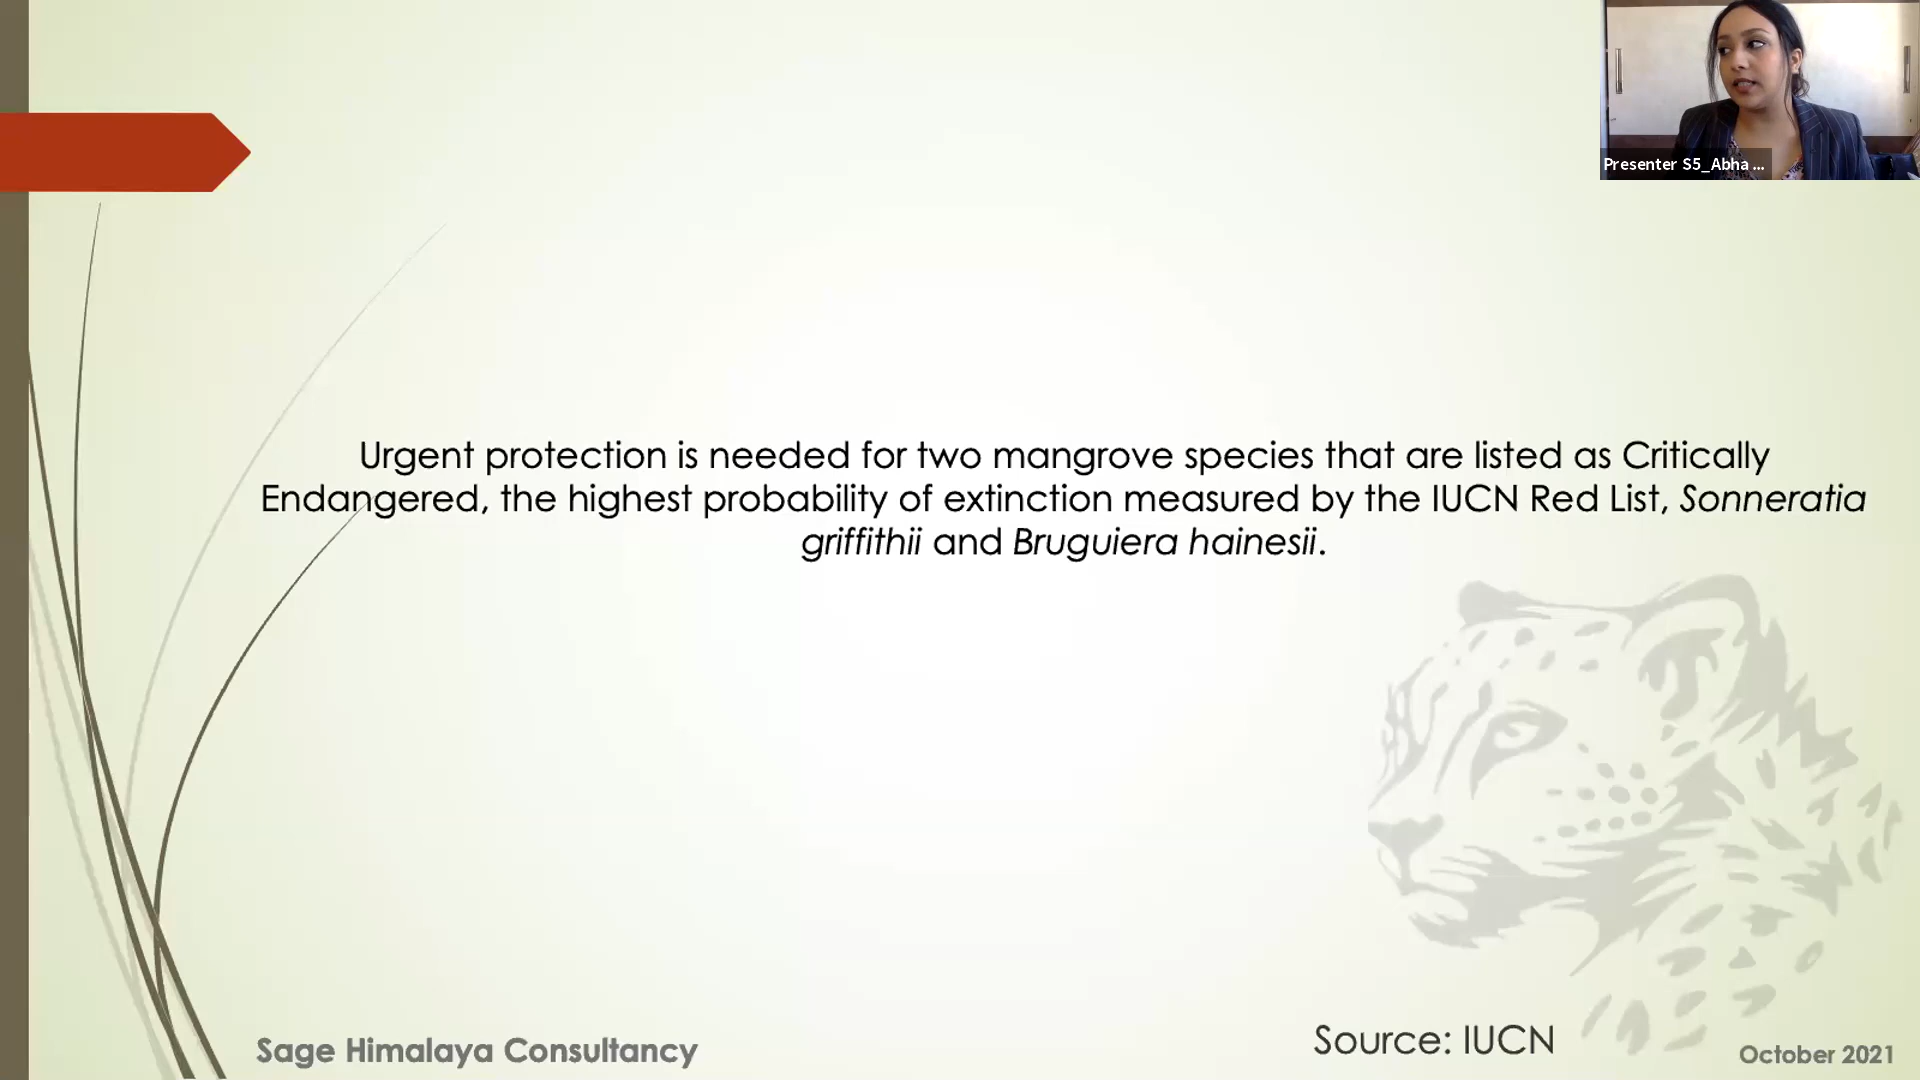 Presenter S5_Abha ...
Urgent protection is needed for two mangrove species that are listed as Critically
Endangered, the highest probability of extinction measured by the IUCN Red List, Sonneratia
griffithii and Bruguiera hainesii.
Source: IUCN
Sage Himalaya Consultancy
October 2021